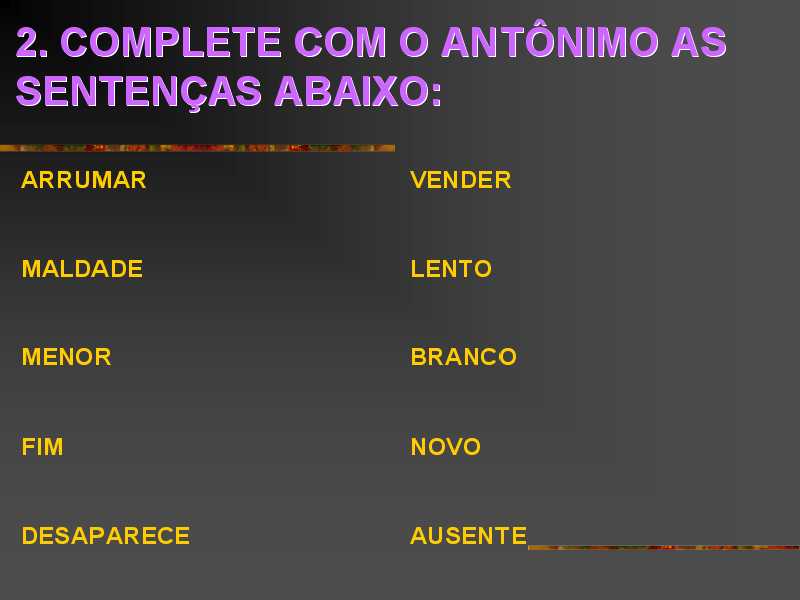 2. COMPLETE COM O ANTÔNIMO AS
SENTENÇAS ABAIXO:
ARRUMAR
MALDADE
MENOR
FIM
DESAPARECE
VENDER
LENTO
BRANCO
NOVO
AUSENTE